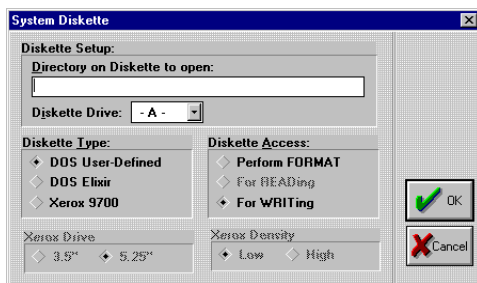 System Diskette
Diskette Setup:
Directory on Diskette to open:
Diskette Drive: - A -
Diskette Type:
DOS User-Defined
DOS Elixir
Xerox 9700
Diskette Access:
Perform FORMAT
For READing
For WRITing
Xerox Drive
3.5" 5.25"
Xerox Density
Low High
OK
Cancel